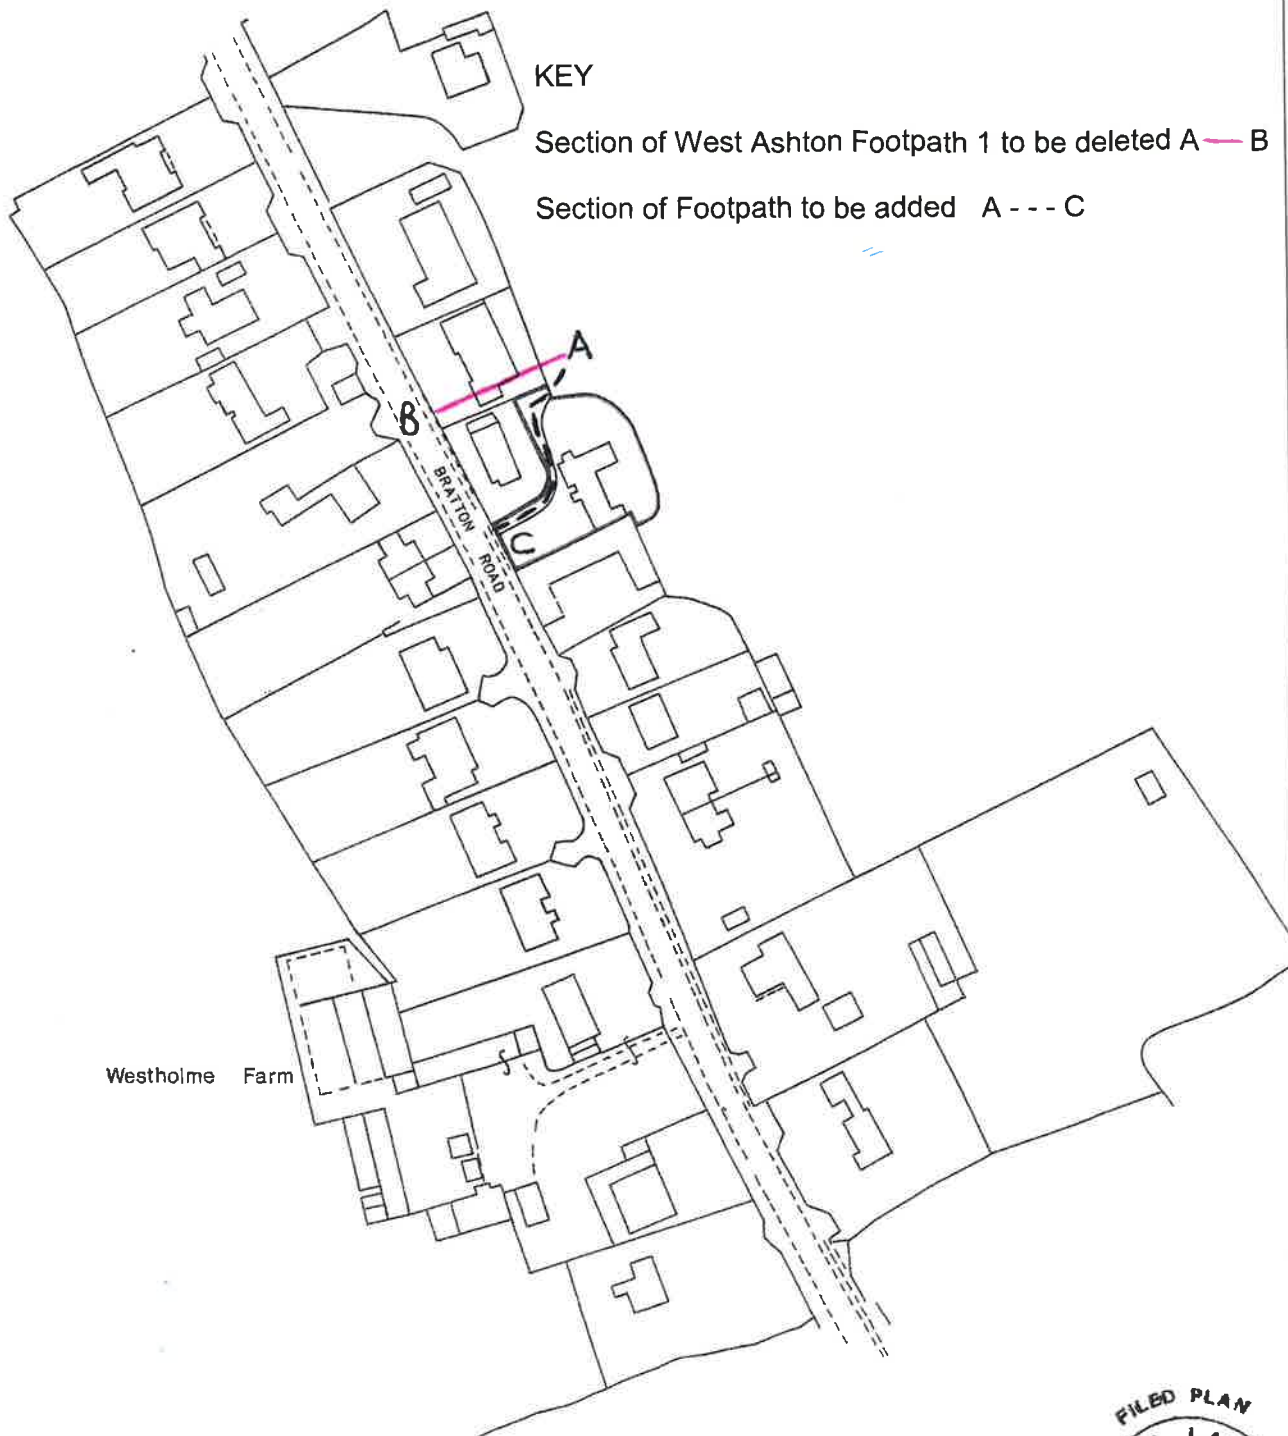 KEY
Section of West Ashton Footpath 1 to be deleted A — B
Section of Footpath to be added A - - - C
A
B
BRATTON
ROAD
C
Westholme Farm
FILED PLAN